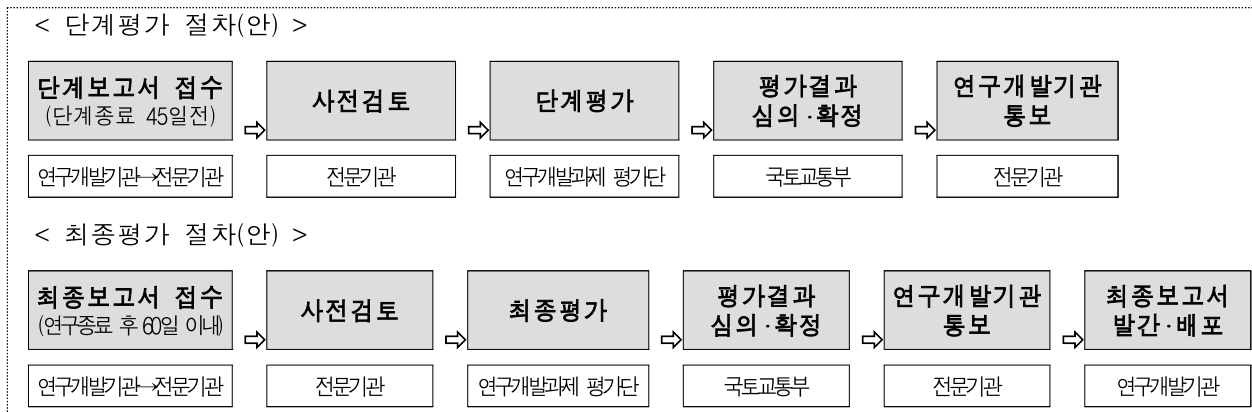 < 단계평가 절차(안) >
단계보고서 접수
(단계종료 45일전)
⇨
사전검토
⇨
단계평가
⇨
평가결과
심의·확정
⇨
연구개발기관
통보
연구개발기관→전문기관
전문기관
연구개발과제 평가단
국토교통부
전문기관
< 최종평가 절차(안) >
최종보고서 접수
(연구종료 후 60일 이내)
⇨
사전검토
⇨
최종평가
⇨
평가결과
심의·확정
⇨
연구개발기관
통보
⇨
최종보고서
발간·배포
연구개발기관→전문기관
전문기관
연구개발과제 평가단
국토교통부
전문기관
연구개발기관